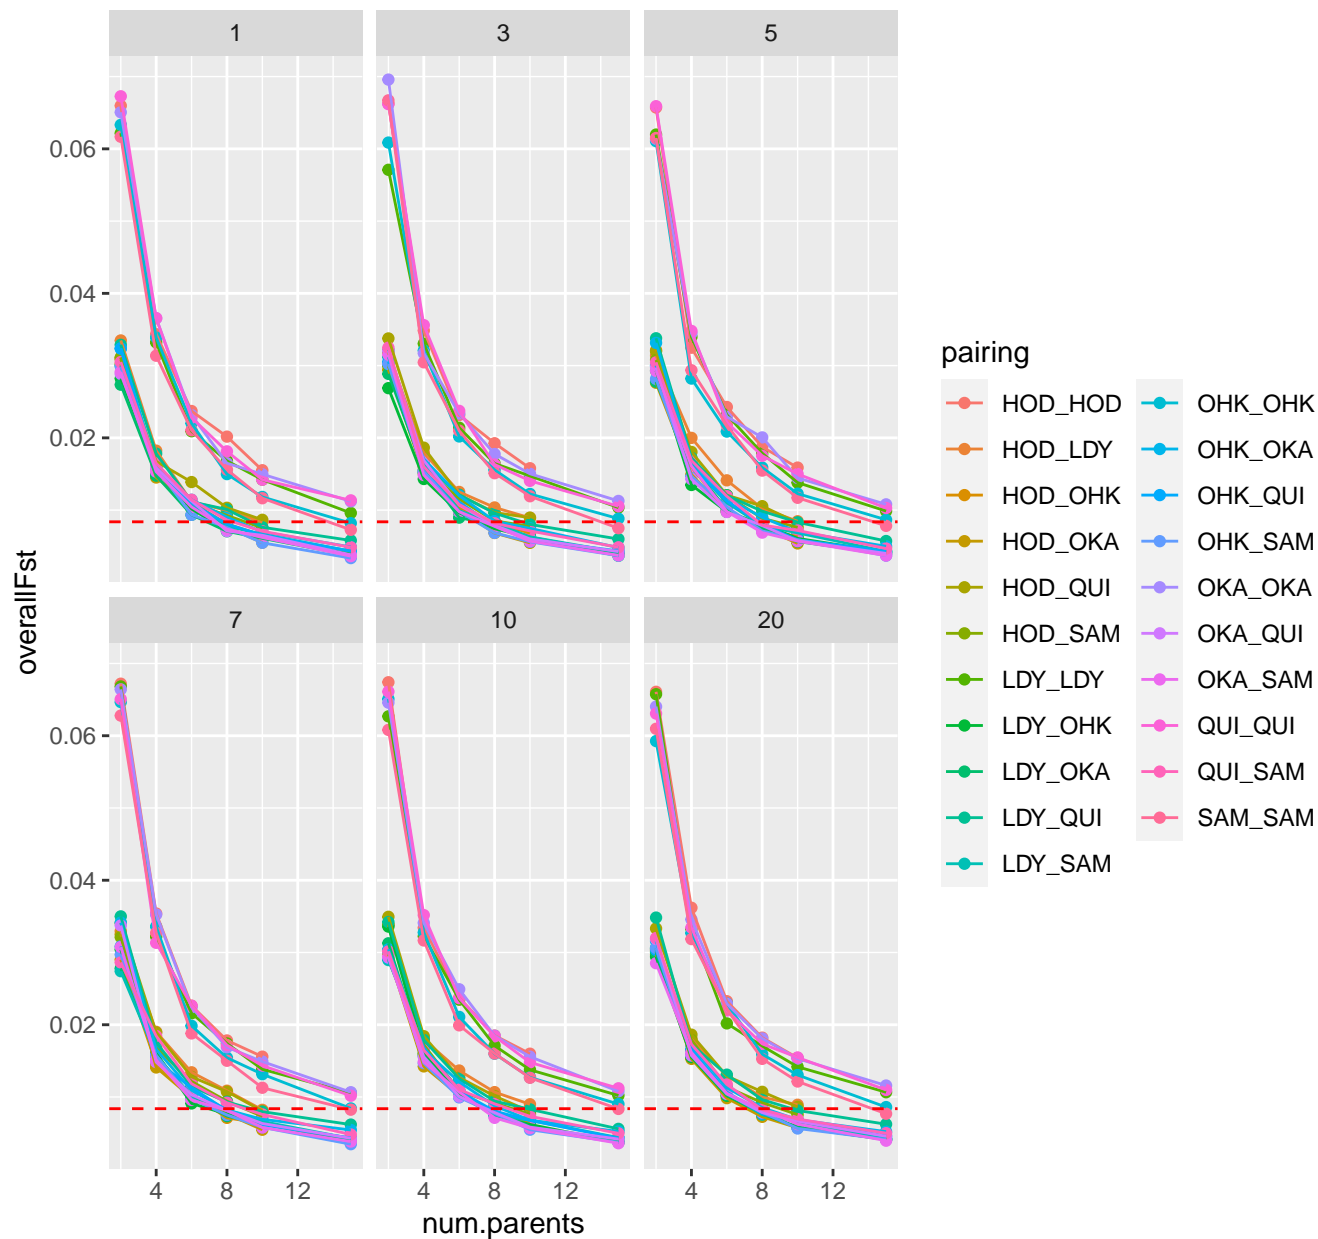 1
3
5
0.06
0.04
0.02
7
10
20
0.06
0.04
0.02
4
8
12
4
8
12
4
8
12
num.parents
overallFst
pairing
HOD_HOD
HOD_LDY
HOD_OHK
HOD_OKA
HOD_QUI
HOD_SAM
LDY_LDY
LDY_OHK
LDY_OKA
LDY_QUI
LDY_SAM
OHK_OHK
OHK_OKA
OHK_QUI
OHK_SAM
OKA_OKA
OKA_QUI
OKA_SAM
QUI_QUI
QUI_SAM
SAM_SAM